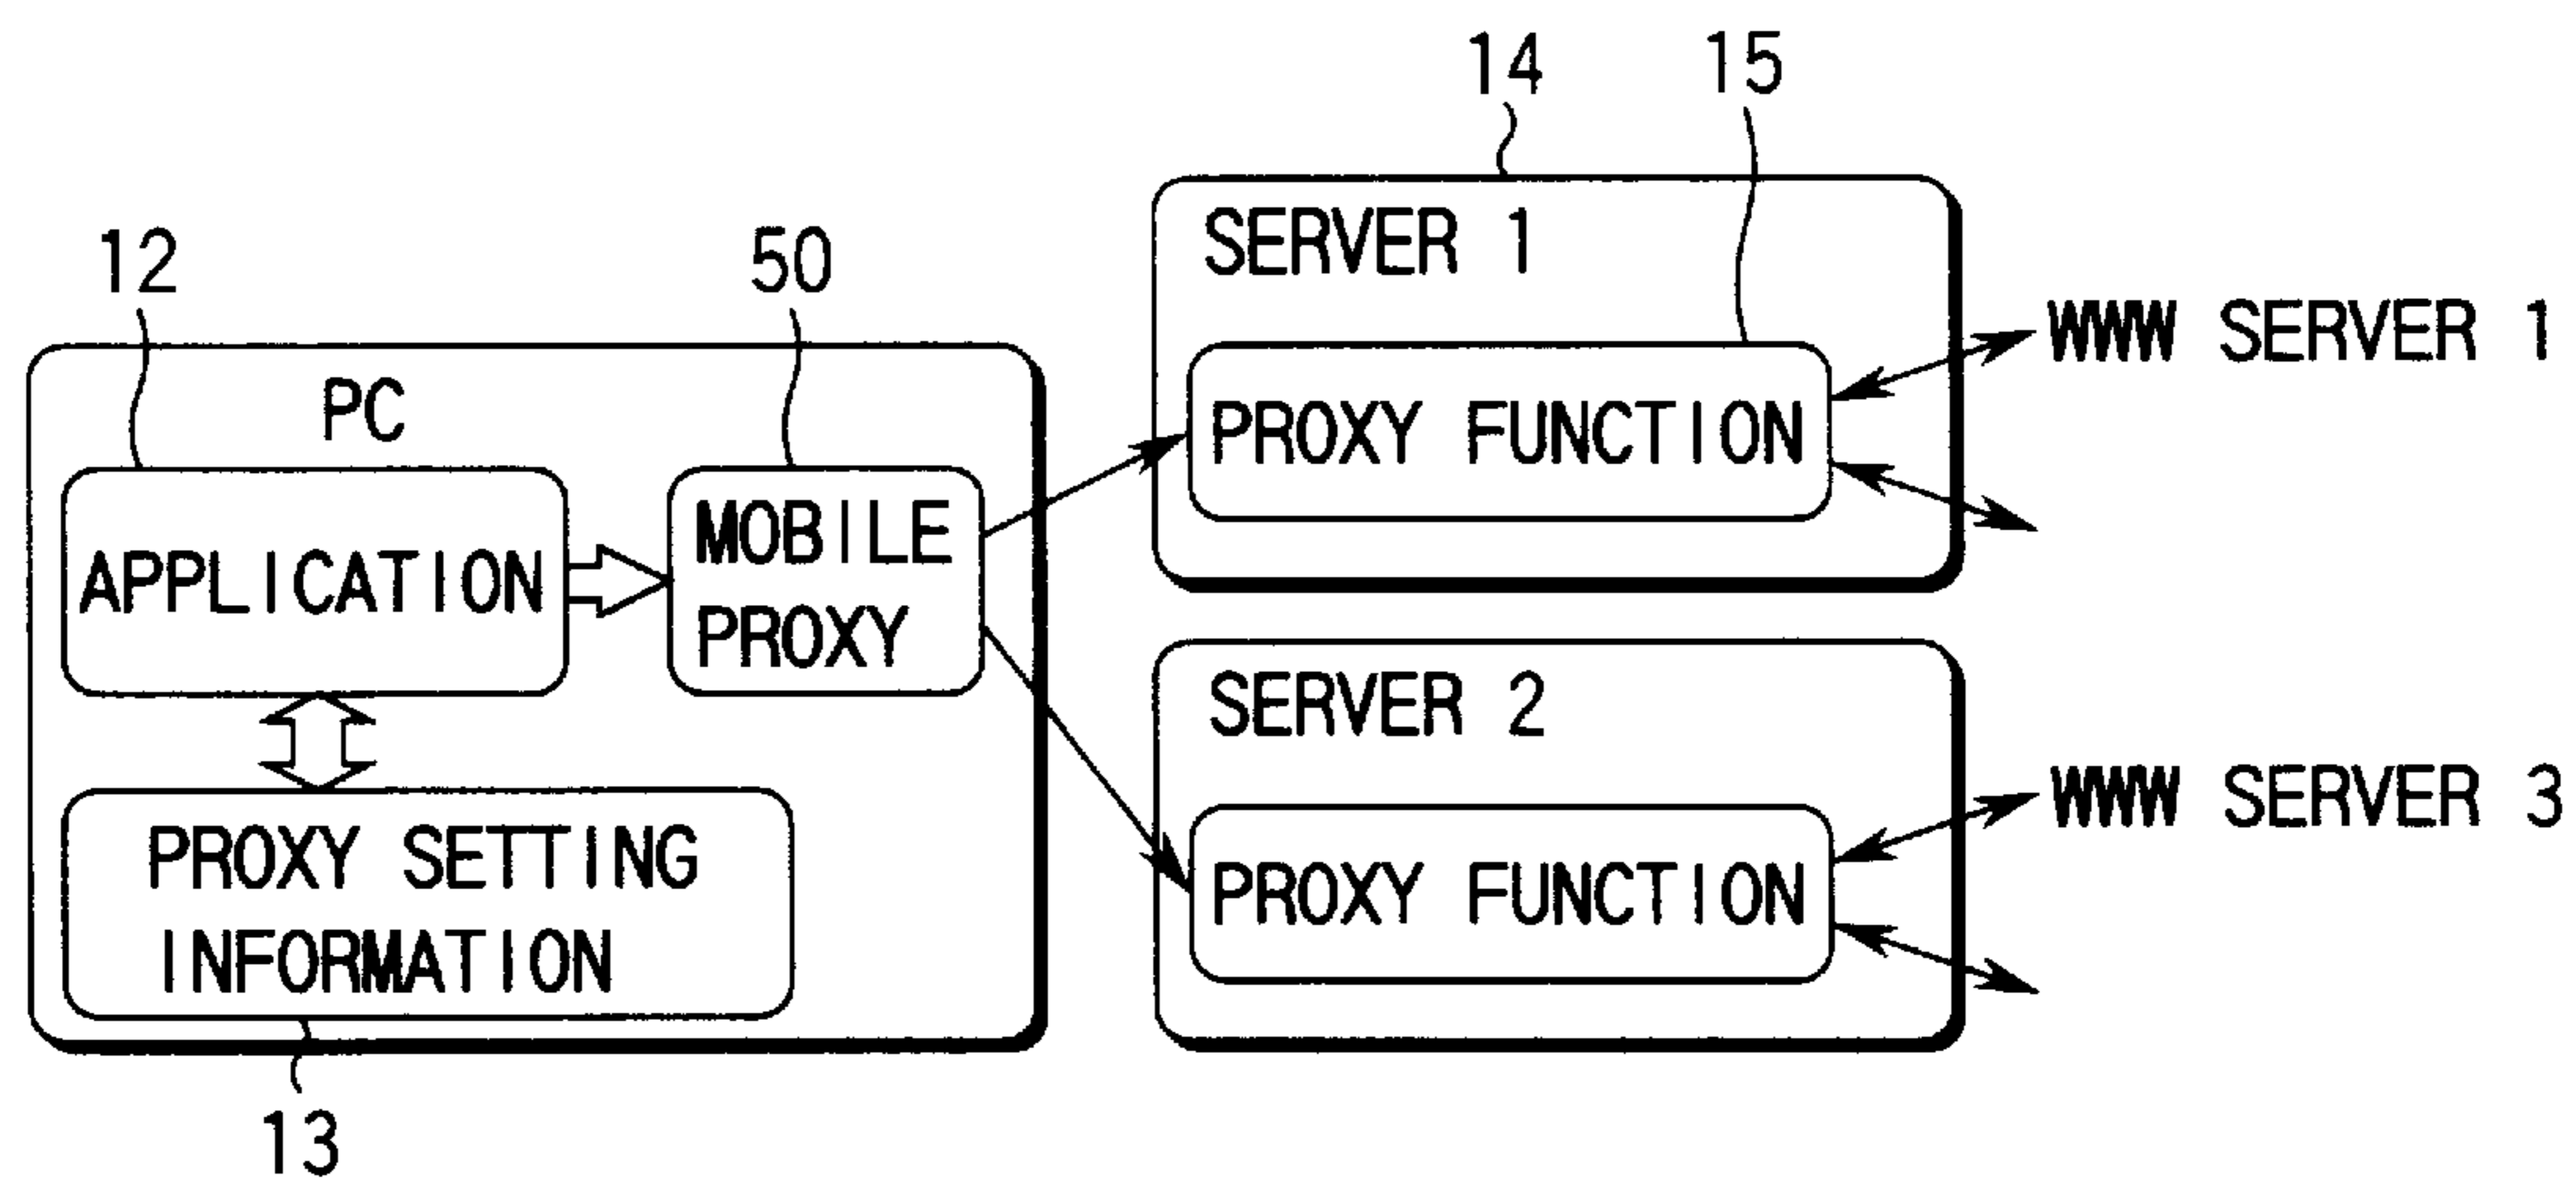 14
15
12
50
SERVER 1
WWW SERVER 1
PC
PROXY FUNCTION
APPLICATION
MOBILE
PROXY
SERVER 2
WWW SERVER 3
PROXY SETTING
INFORMATION
PROXY FUNCTION
13